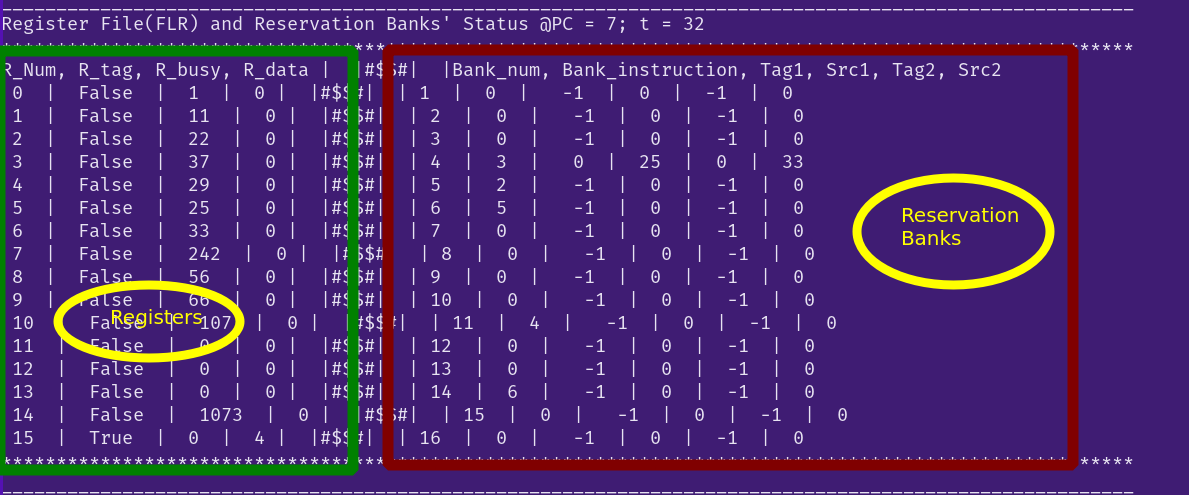 Register File(FLR) and Reservation Banks' Status @PC = 7; t = 32
R_Num, R_tag, R_busy, R_data | |#$$#| |Bank_num, Bank_instruction, Tag1, Src1, Tag2, Src2
0 | False | 1 | 0 | |#$$#| | 1 | 0 | -1 | 0 | -1 | 0
1 | False | 11 | 0 | |#$$#| | 2 | 0 | -1 | 0 | -1 | 0
2 | False | 22 | 0 | |#$$#| | 3 | 0 | -1 | 0 | -1 | 0
3 | False | 37 | 0 | |#$$#| | 4 | 3 | 0 | 25 | 0 | 33
4 | False | 29 | 0 | |#$$#| | 5 | 2 | -1 | 0 | -1 | 0
5 | False | 25 | 0 | |#$$#| | 6 | 5 | -1 | 0 | -1 | 0
6 | False | 33 | 0 | |#$$#| | 7 | 0 | -1 | 0 | -1 | 0
7 | False | 242 | 0 | |#$$#| | 8 | 0 | -1 | 0 | -1 | 0
8 | False | 56 | 0 | |#$$#| | 9 | 0 | -1 | 0 | -1 | 0
9 | False | 66 | 0 | |#$$#| | 10 | 0 | -1 | 0 | -1 | 0
10 | False | 107 | 0 | |#$$#| | 11 | 4 | -1 | 0 | -1 | 0
11 | False | 0 | 0 | |#$$#| | 12 | 0 | -1 | 0 | -1 | 0
12 | False | 0 | 0 | |#$$#| | 13 | 0 | -1 | 0 | -1 | 0
13 | False | 0 | 0 | |#$$#| | 14 | 6 | -1 | 0 | -1 | 0
14 | False | 1073 | 0 | |#$$#| | 15 | 0 | -1 | 0 | -1 | 0
15 | True | 0 | 4 | |#$$#| | 16 | 0 | -1 | 0 | -1 | 0
Registers
Reservation
Banks